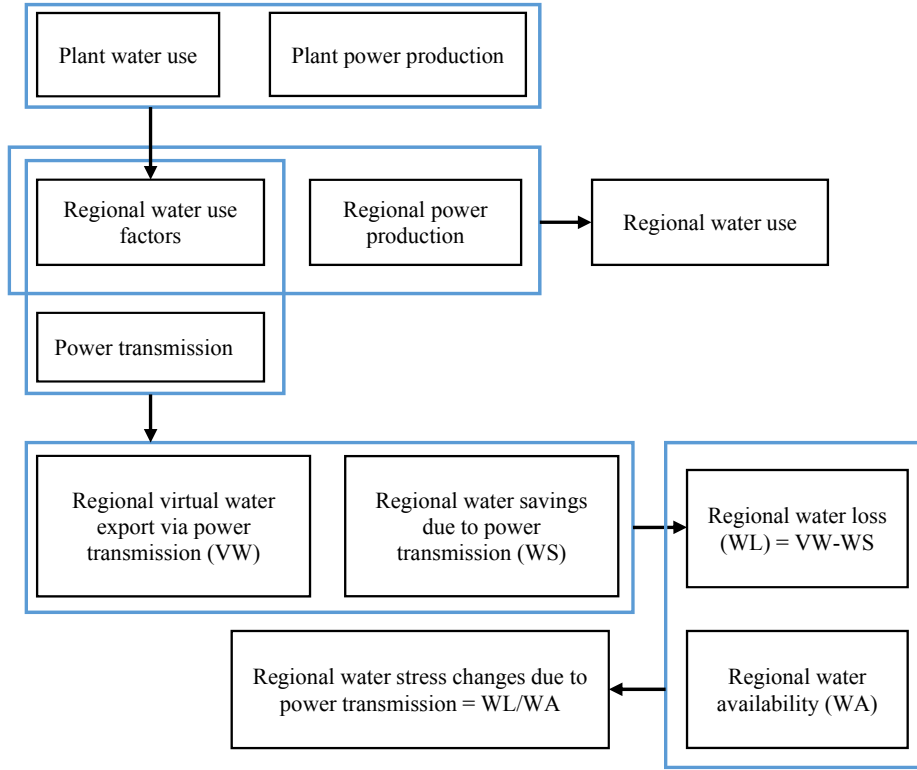 Plant water use
Plant power production
Regional water use
factors
Regional power
production
Regional water use
Power transmission
Regional virtual water
export via power
transmission (VW)
Regional water savings
due to power
transmission (WS)
Regional water loss
(WL) = VW-WS
Regional water stress changes due to
power transmission = WL/WA
Regional water
availability (WA)